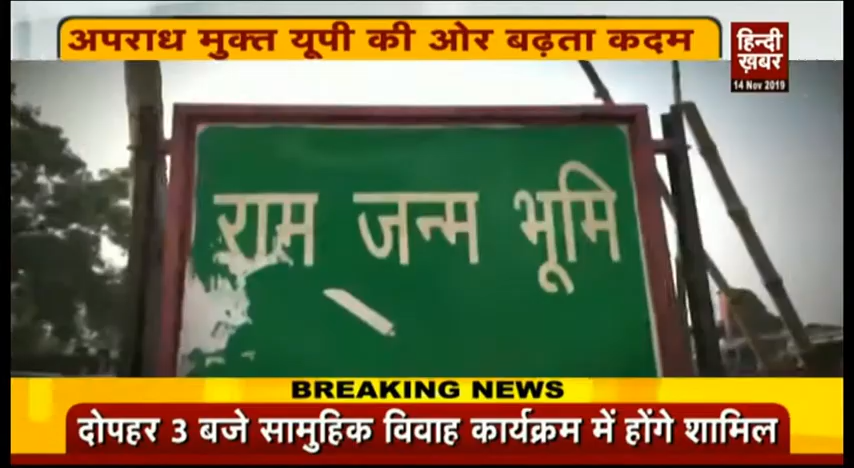 अपराध मुक्त यूपी की ओर बढ़ता कदम
हिन्दी
ख़बर
14 Nov 2019
राम जन्म भूमि
BREAKING NEWS
दोपहर 3 बजे सामुहिक विवाह कार्यक्रम में होंगे शामिल